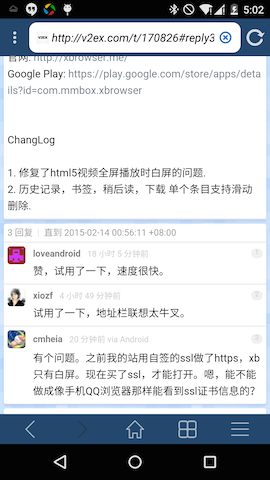 5:02
V2EX http://v2ex.com/t/170826#reply3
官网: http://xbrowser.me/
Google Play: https://play.google.com/store/apps/deta
ils?id=com.mmbox.xbrowser
ChangLog
1. 修复了html5视频全屏播放时白屏的问题.
2. 历史记录，书签，稍后读，下载 单个条目支持滑动
删除.
3 回复 | 直到 2015-02-14 00:56:11 +08:00
loveandroid 18 小时 5 分钟前 1
赞，试用了一下，速度很快。
xiozf 4 小时 49 分钟前 2
试用了一下，地址栏联想太牛叉。
cmheia 20 分钟前 via Android 3
有个问题。之前我的站用自签的ssl做了https，xb
只有白屏。现在买了ssl，才能打开。嗯，能不能
做成像手机QQ浏览器那样能看到ssl证书信息的？